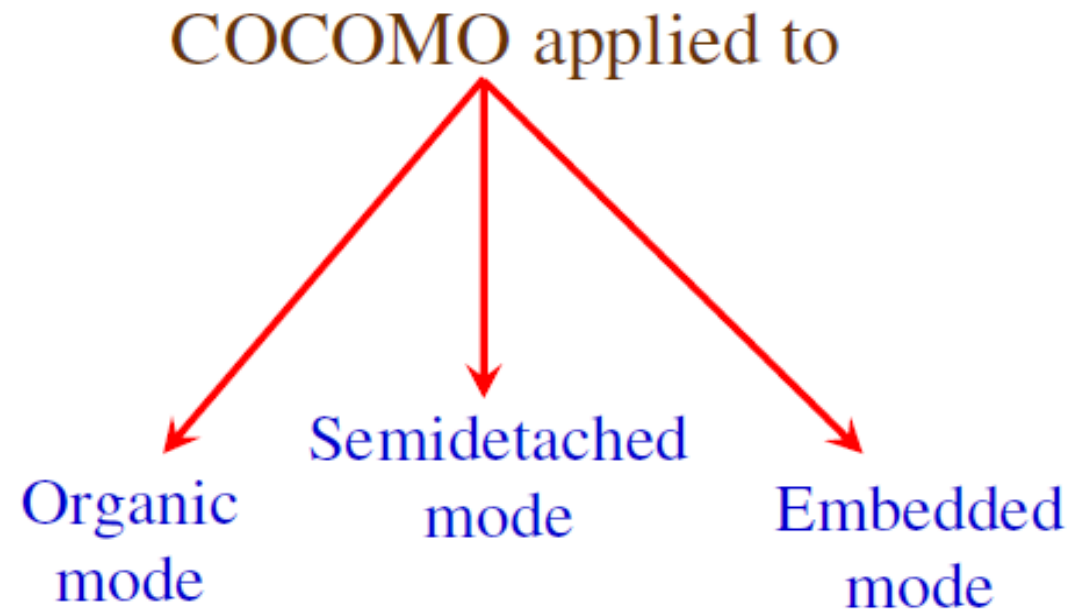 COCOMO applied to
Organic
mode
Semidetached
mode
Embedded
mode